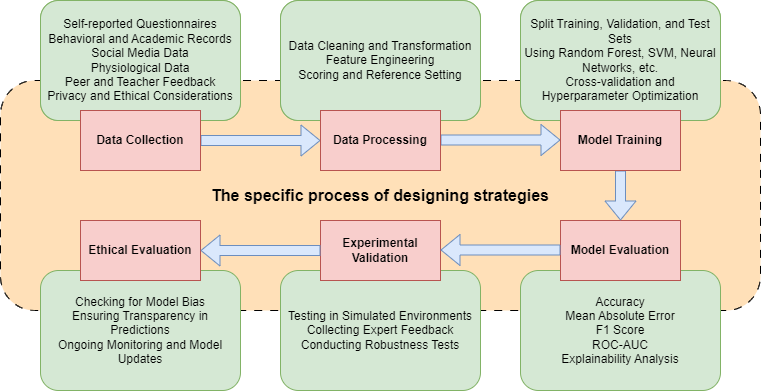 Self-reported Questionnaires
Behavioral and Academic Records
Social Media Data
Physiological Data
Peer and Teacher Feedback
Privacy and Ethical Considerations
Data Cleaning and Transformation
Feature Engineering
Scoring and Reference Setting
Split Training, Validation, and Test
Sets
Using Random Forest, SVM, Neural
Networks, etc.
Cross-validation and
Hyperparameter Optimization
Data Collection
Data Processing
Model Training
The specific process of designing strategies
Ethical Evaluation
Experimental
Validation
Model Evaluation
Checking for Model Bias
Ensuring Transparency in
Predictions
Ongoing Monitoring and Model
Updates
Testing in Simulated Environments
Collecting Expert Feedback
Conducting Robustness Tests
Accuracy
Mean Absolute Error
F1 Score
ROC-AUC
Explainability Analysis